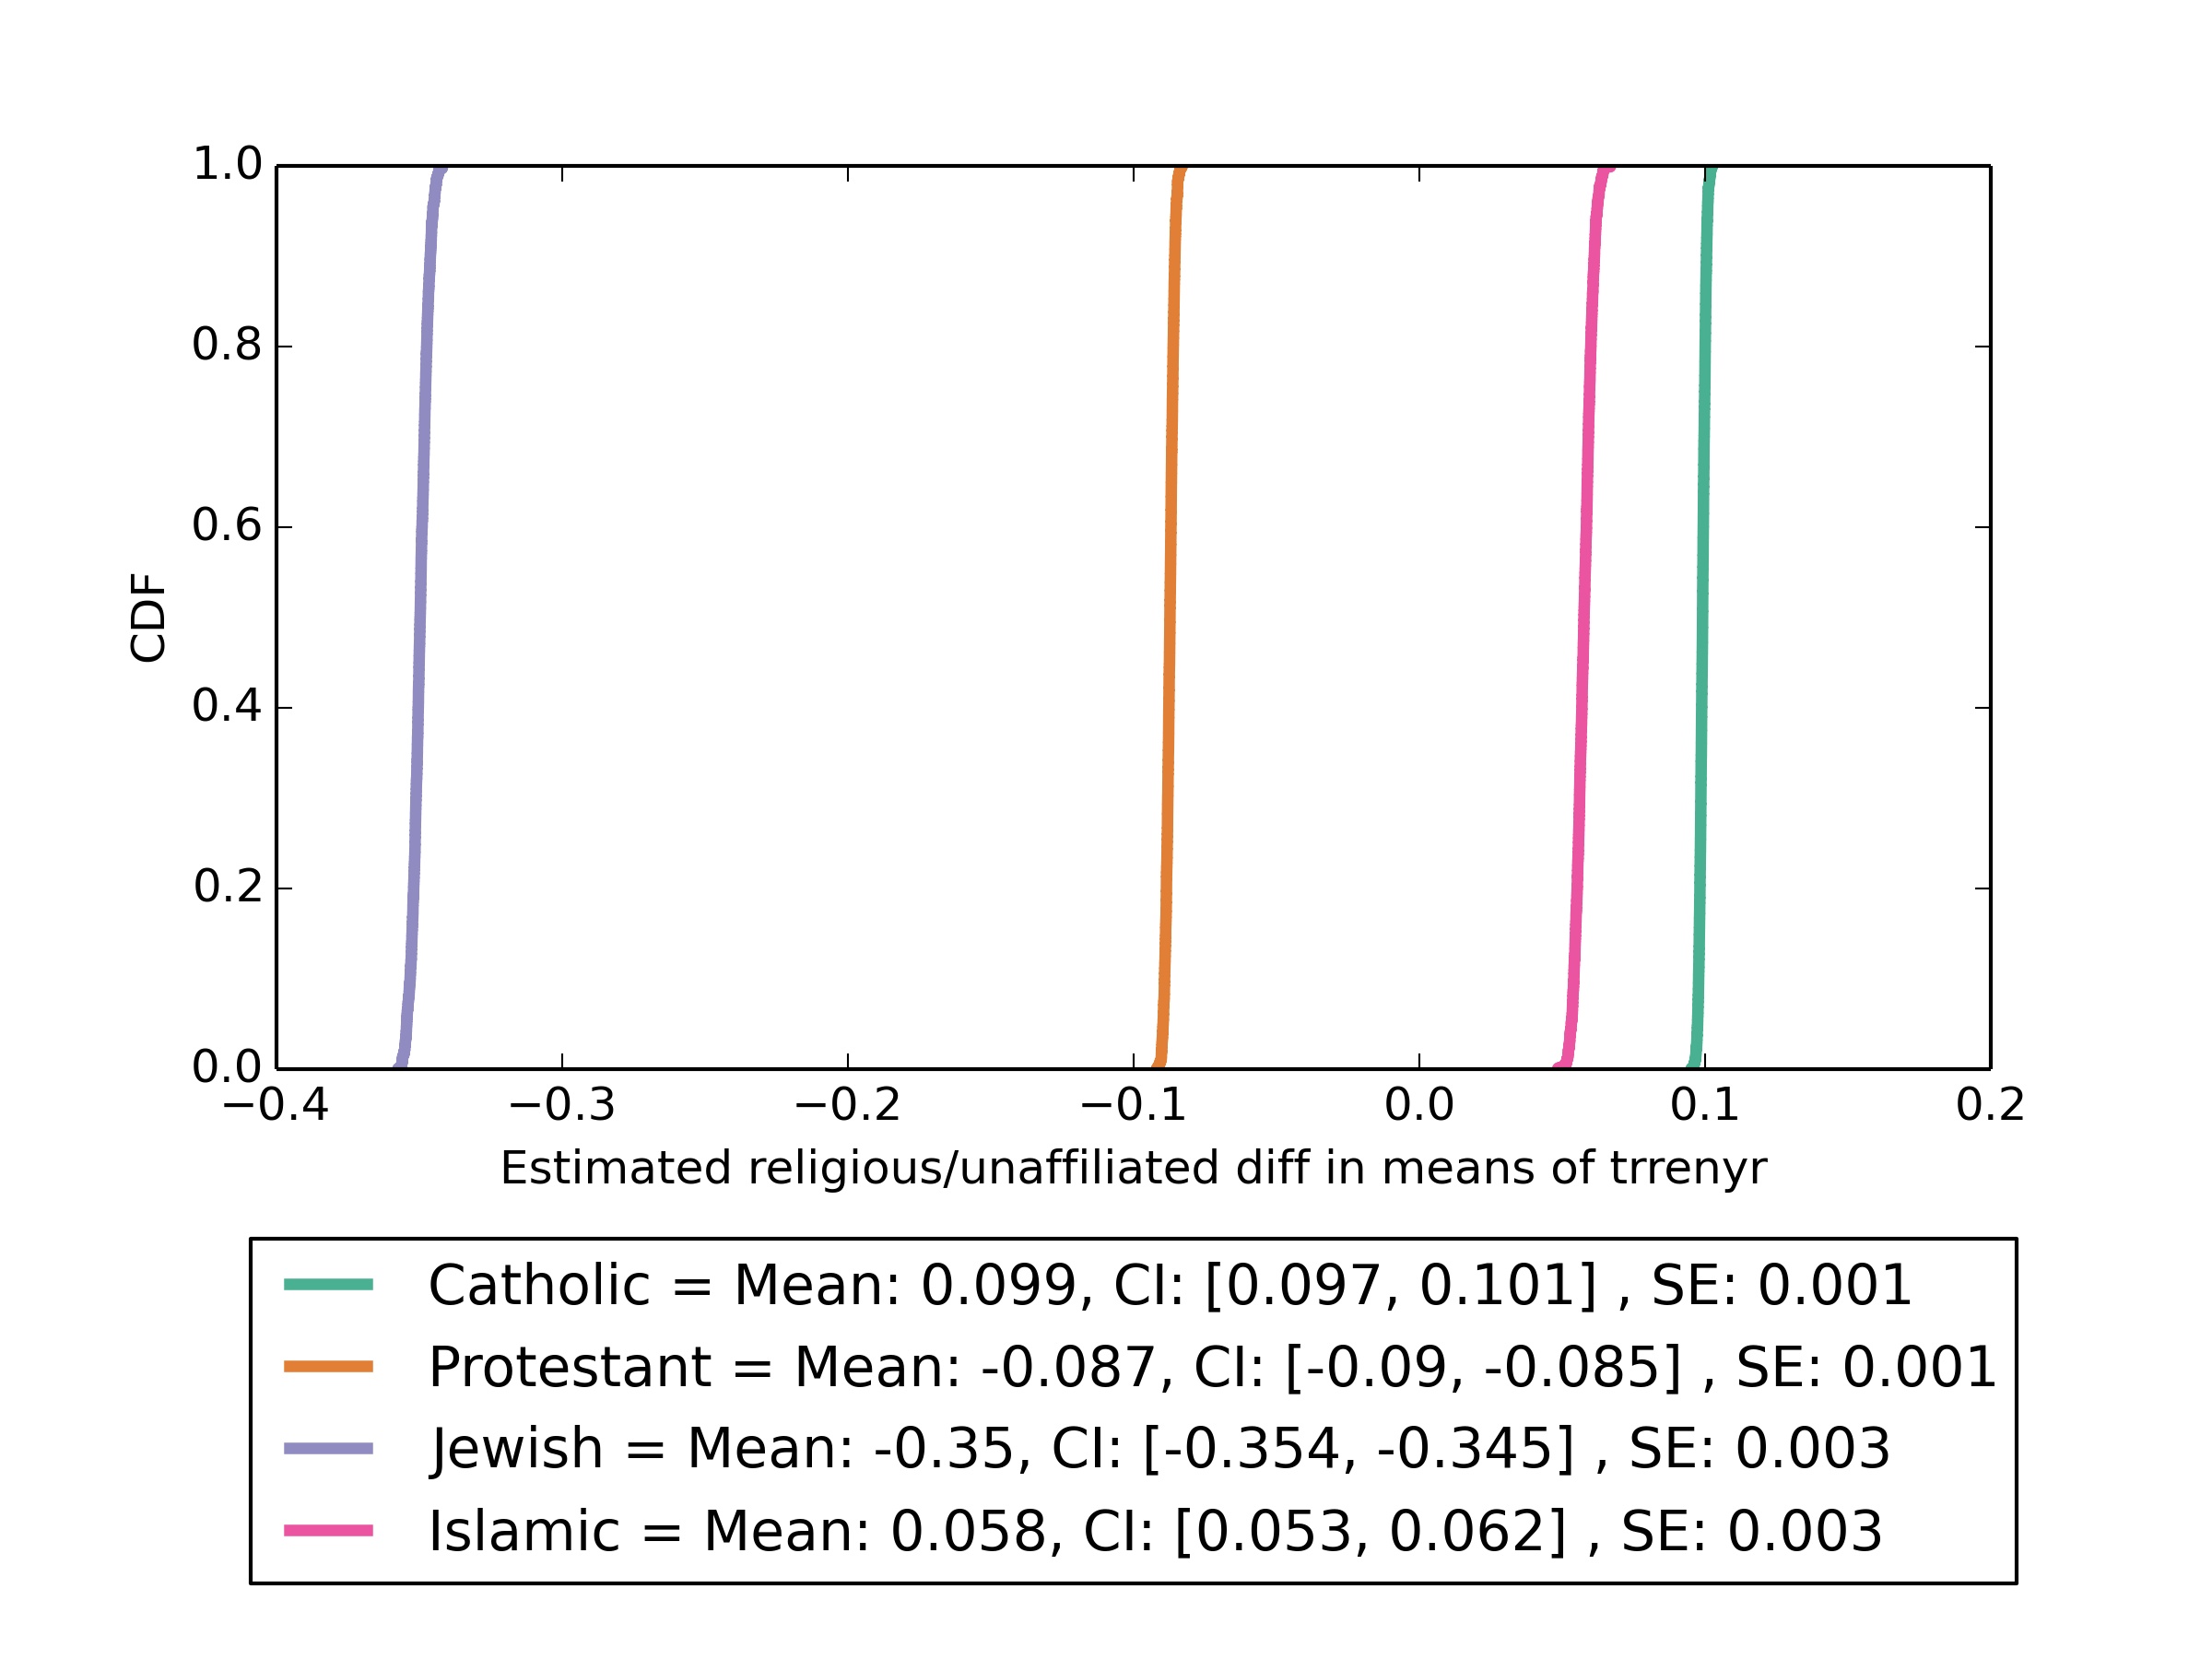 1.0
0.8
0.6
0.4
0.2
0.0
CDF
−0.4 −0.3 −0.2 −0.1 0.0 0.1 0.2
Estimated religious/unaffiliated diff in means of trrenyr
Catholic = Mean: 0.099, CI: [0.097, 0.101] , SE: 0.001
Protestant = Mean: -0.087, CI: [-0.09, -0.085] , SE: 0.001
Jewish = Mean: -0.35, CI: [-0.354, -0.345] , SE: 0.003
Islamic = Mean: 0.058, CI: [0.053, 0.062] , SE: 0.003